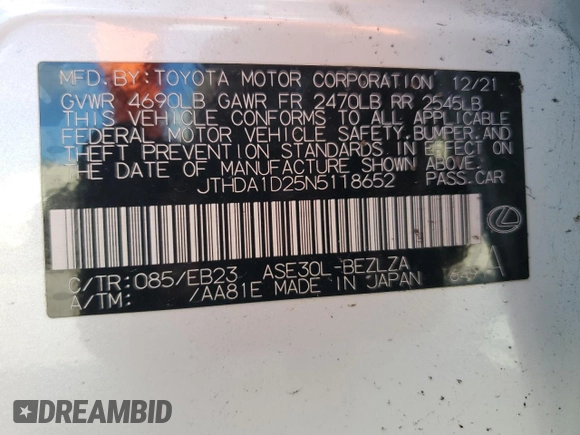 MFD. BY: TOYOTA MOTOR CORPORATION 12/21
GVWR 4690LB GAWR FR 2470LB RR 2545LB
THIS VEHICLE CONFORMS TO ALL APPLICABLE
FEDERAL MOTOR VEHICLE SAFETY, BUMPER, AND
THEFT PREVENTION STANDARDS IN EFFECT ON
THE DATE OF MANUFACTURE SHOWN ABOVE.
JTHDA1D25N5118652 PASS. CAR
C/TR: 085/EB23 ASE30L-BEZLZA
A/TM: /AA81E MADE IN JAPAN
A
DREAMBID